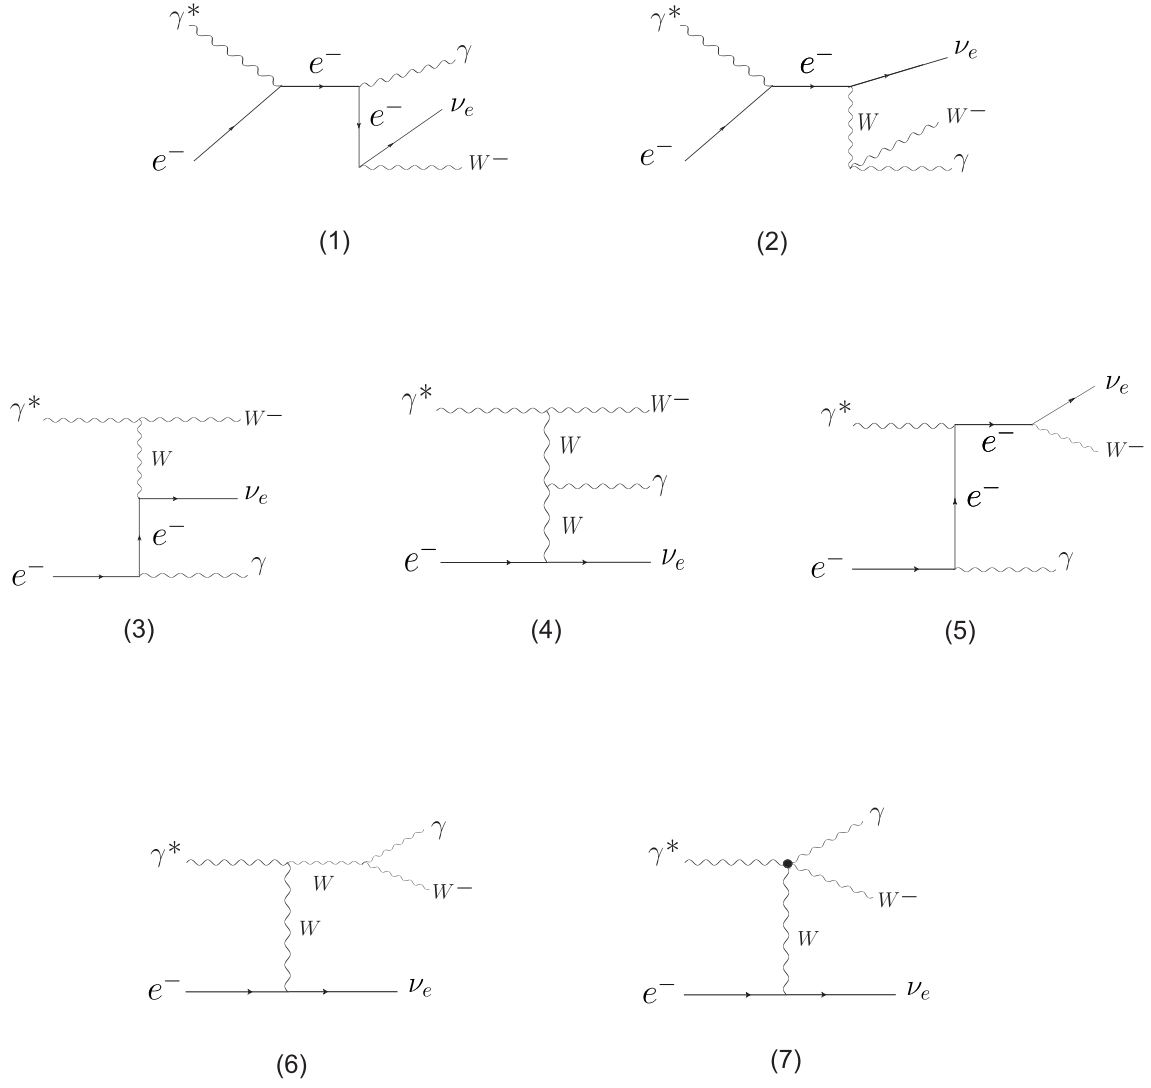 γ* e⁻ γ
e⁻ ν_e
e⁻ W−
(1)
γ* e⁻ ν_e
W W−
e⁻ γ
(2)
γ* W−
W
ν_e
e⁻
e⁻ γ
(3)
γ* W−
W
γ
W
e⁻ ν_e
(4)
ν_e
γ* e⁻ W−
e⁻
e⁻ γ
(5)
γ
γ* W W−
W
e⁻ ν_e
(6)
γ
γ* W−
W
e⁻ ν_e
(7)